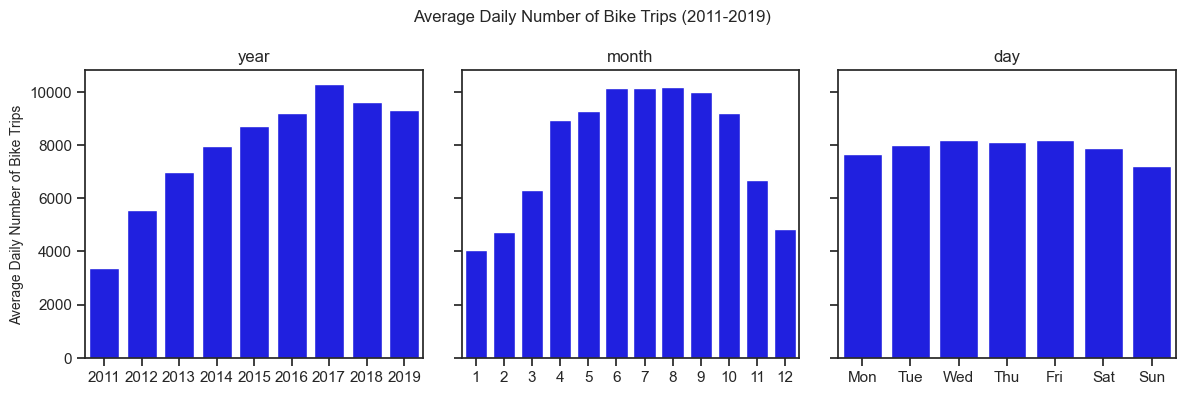 Average Daily Number of Bike Trips (2011-2019)
year
month
day
Average Daily Number of Bike Trips
10000
8000
6000
4000
2000
0
2011 2012 2013 2014 2015 2016 2017 2018 2019
1 2 3 4 5 6 7 8 9 10 11 12
Mon Tue Wed Thu Fri Sat Sun